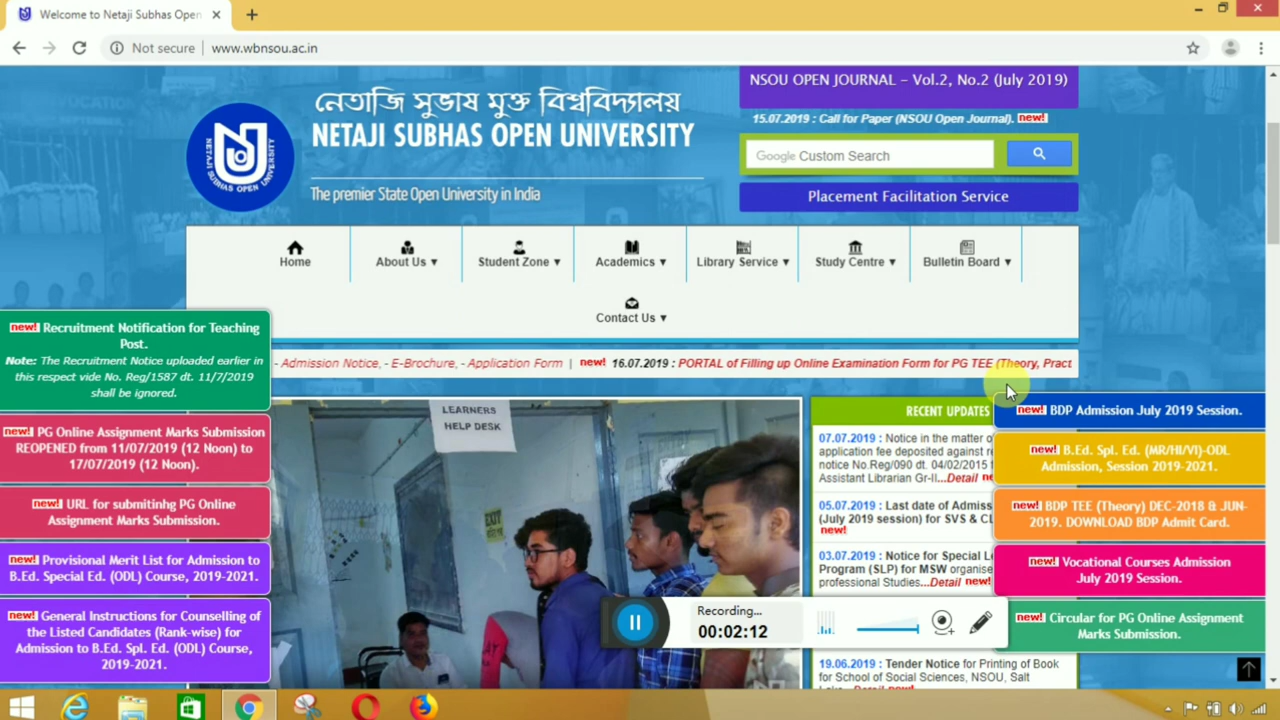 Welcome to Netaji Subhas Open
Not secure
www.wbnsou.ac.in
NETAJI SUBHAS OPEN UNIVERSITY
নেতাজি সুভাষ মুক্ত বিশ্ববিদ্যালয়
NETAJI SUBHAS OPEN UNIVERSITY
The premier State Open University in India
NSOU OPEN JOURNAL – Vol.2, No.2 (July 2019)
15.07.2019 : Call for Paper (NSOU Open Journal). new!
Google Custom Search
Placement Facilitation Service
Home
About Us ▼
Student Zone ▼
Academics ▼
Library Service ▼
Study Centre ▼
Bulletin Board ▼
Contact Us ▼
- Admission Notice, - E-Brochure, - Application Form | new! 16.07.2019 : PORTAL of Filling up Online Examination Form for PG TEE (Theory, Pract
new! Recruitment Notification for Teaching
Post.
Note: The Recruitment Notice uploaded earlier in
this respect vide No. Reg/1587 dt. 11/7/2019
shall be ignored.
new! PG Online Assignment Marks Submission
REOPENED from 11/07/2019 (12 Noon) to
17/07/2019 (12 Noon).
new! URL for submitinhg PG Online
Assignment Marks Submission.
new! Provisional Merit List for Admission to
B.Ed. Special Ed. (ODL) Course, 2019-2021.
new! General Instructions for Counselling of
the Listed Candidates (Rank-wise) for
Admission to B.Ed. Spl. Ed. (ODL) Course,
2019-2021.
LEARNERS
HELP DESK
EXIT
RECENT UPDATES
07.07.2019 : Notice in the matter o
application fee deposited against r
notice No.Reg/090 dt. 04/02/2015 f
Assistant Librarian Gr-II...Detail ne
05.07.2019 : Last date of Admiss
(July 2019 session) for SVS & CL
new!
03.07.2019 : Notice for Special Le
Program (SLP) for MSW organise
professional Studies...Detail new!
19.06.2019 : Tender Notice for Printing of Book
for School of Social Sciences, NSOU, Salt
Lake...Detail new!
new! BDP Admission July 2019 Session.
new! B.Ed. Spl. Ed. (MR/HI/VI)-ODL
Admission, Session 2019-2021.
new! BDP TEE (Theory) DEC-2018 & JUN-
2019. DOWNLOAD BDP Admit Card.
new! Vocational Courses Admission
July 2019 Session.
new! Circular for PG Online Assignment
Marks Submission.
Recording...
00:02:12